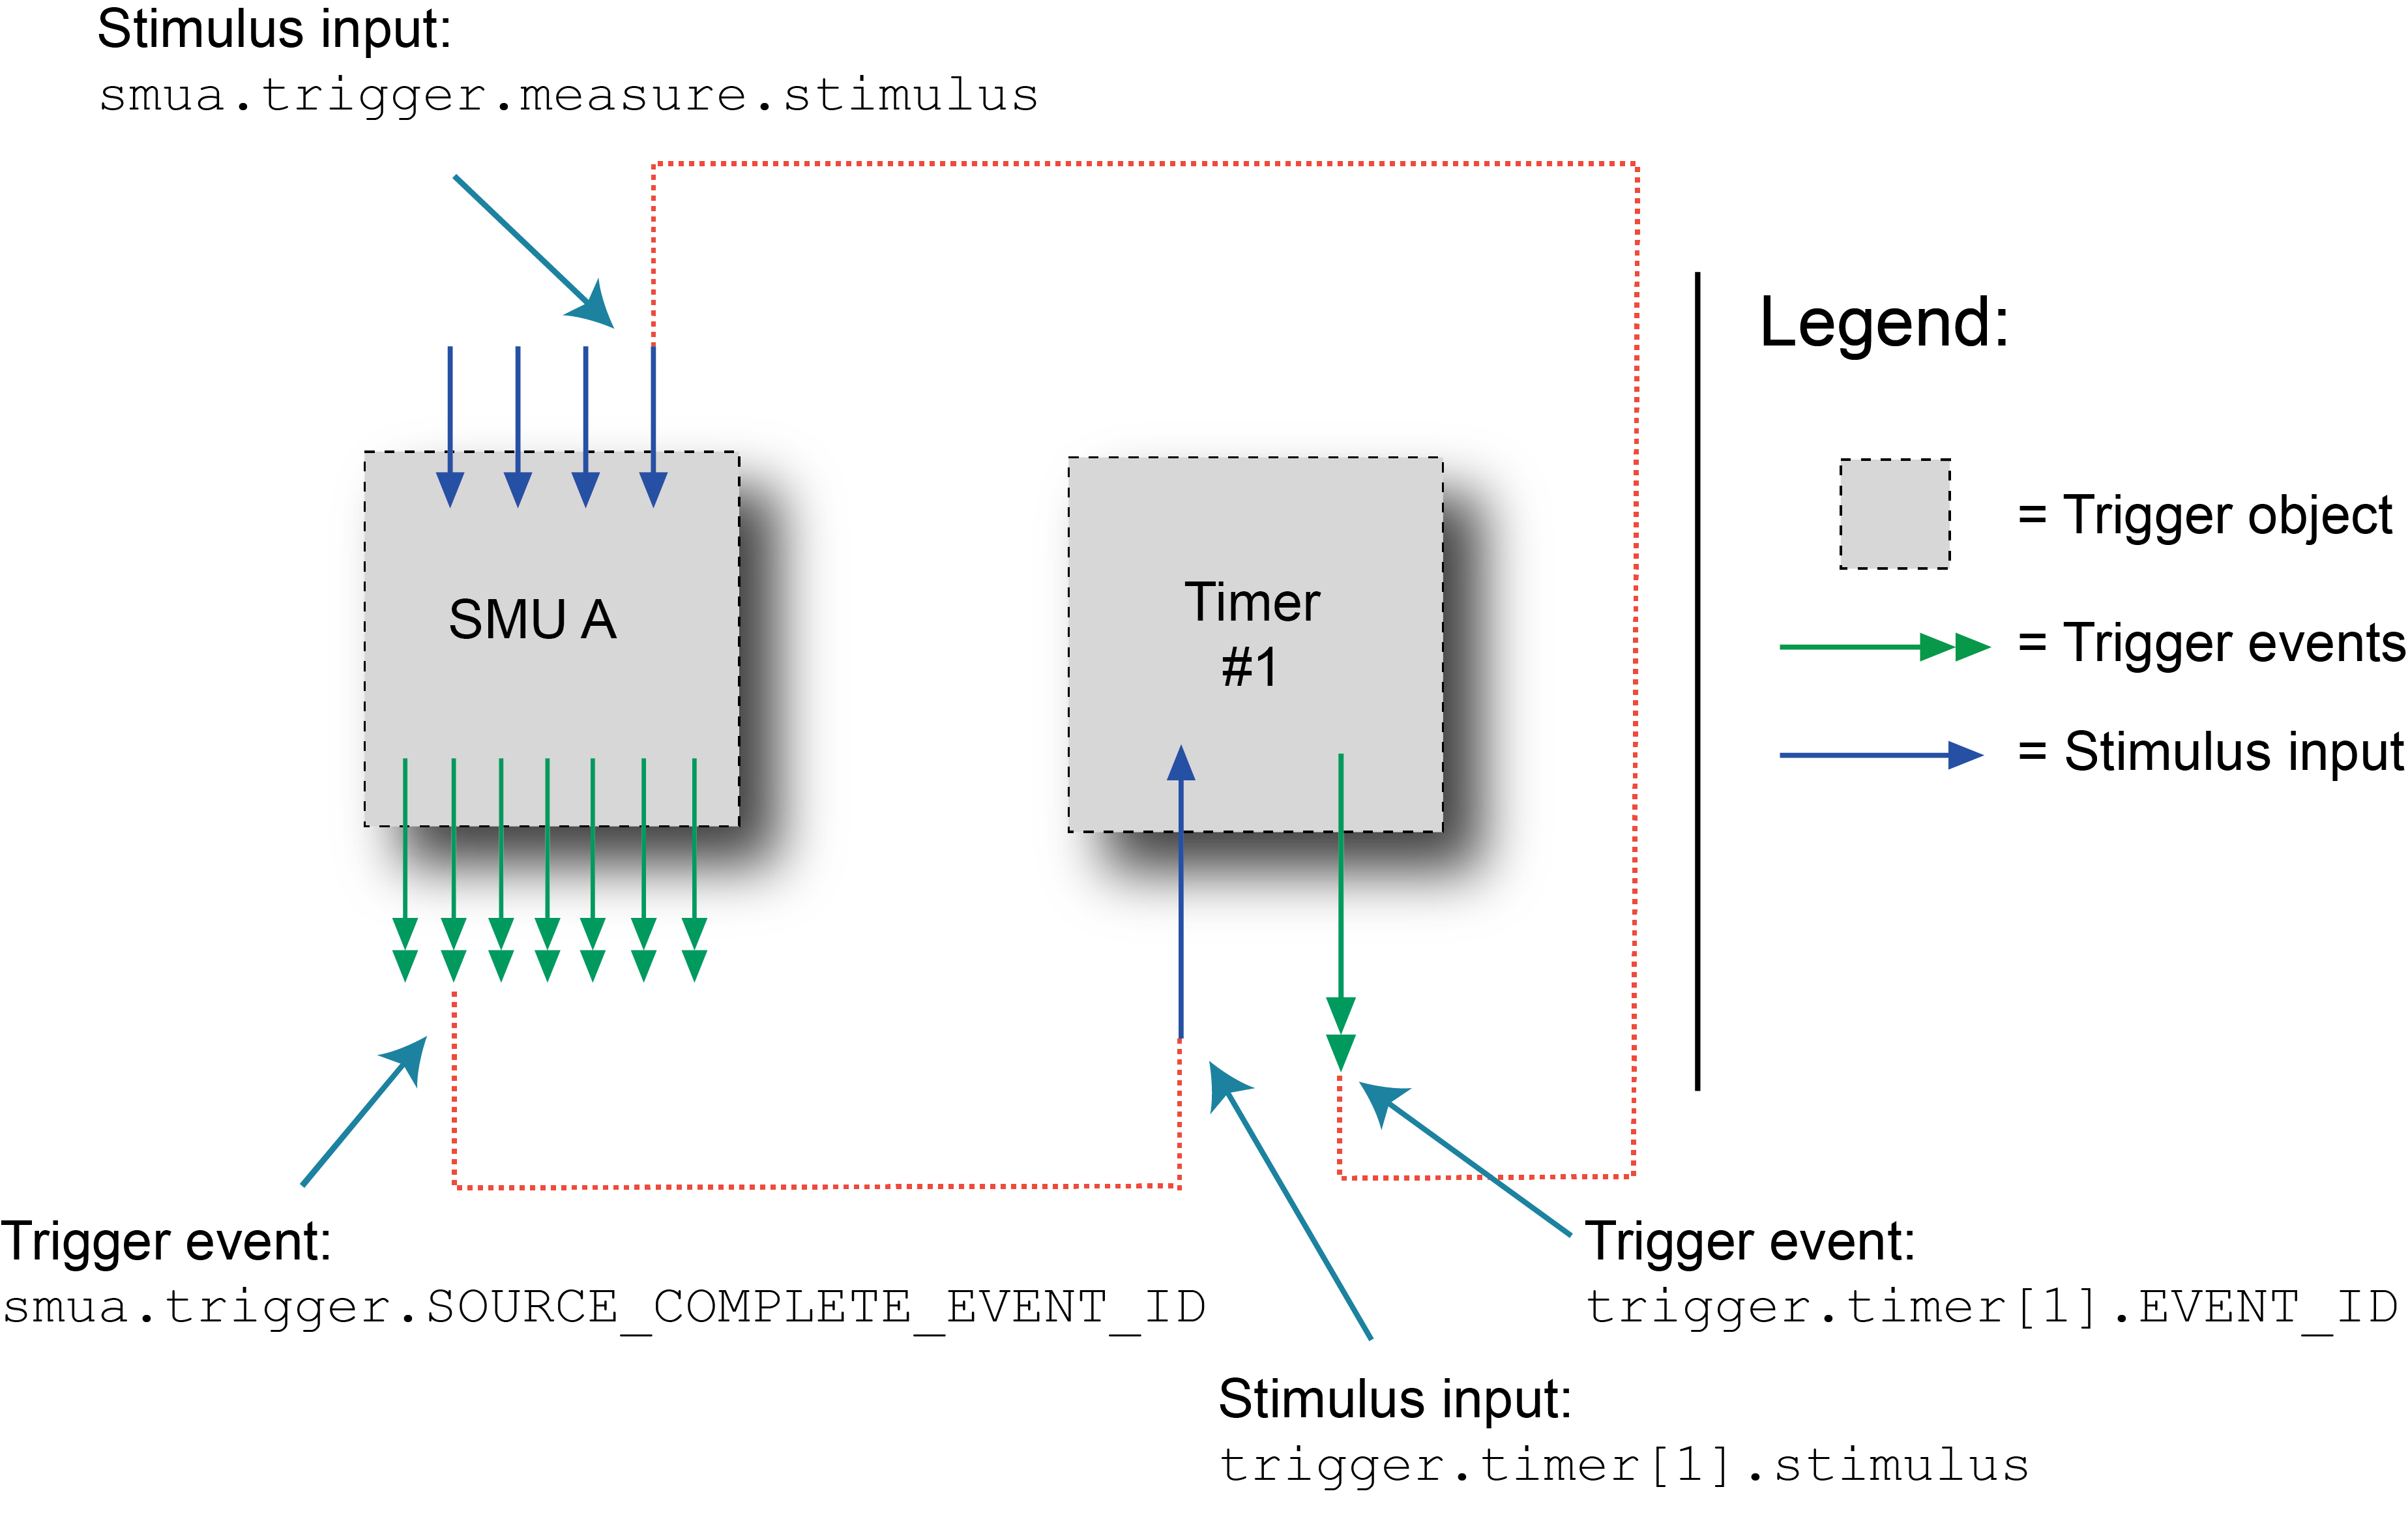 Stimulus input:
smua.trigger.measure.stimulus
Legend:
= Trigger object
= Trigger events
= Stimulus input
SMU A
Timer
#1
Trigger event:
smua.trigger.SOURCE_COMPLETE_EVENT_ID
Trigger event:
trigger.timer[1].EVENT_ID
Stimulus input:
trigger.timer[1].stimulus